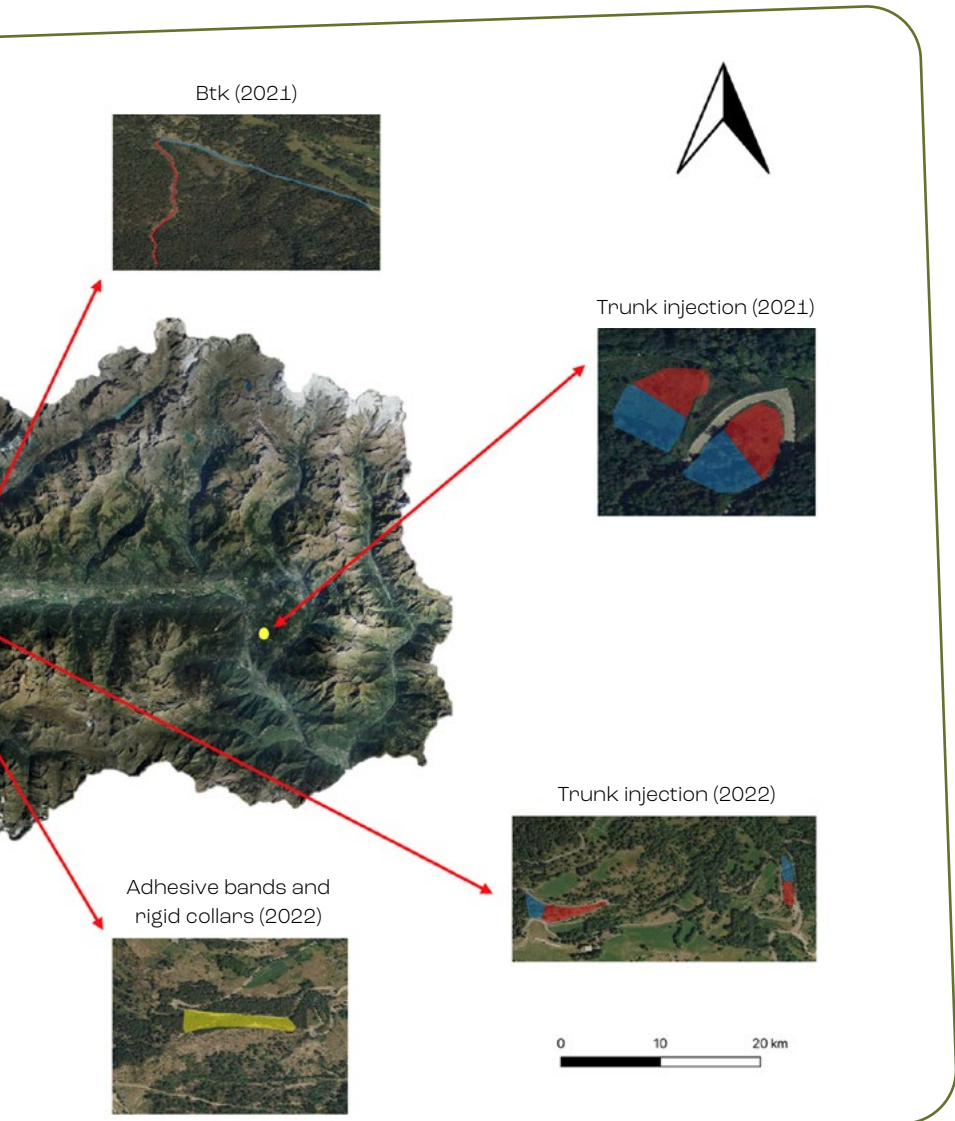 Btk (2021)
Trunk injection (2021)
Trunk injection (2022)
Adhesive bands and
rigid collars (2022)
0 10 20 km